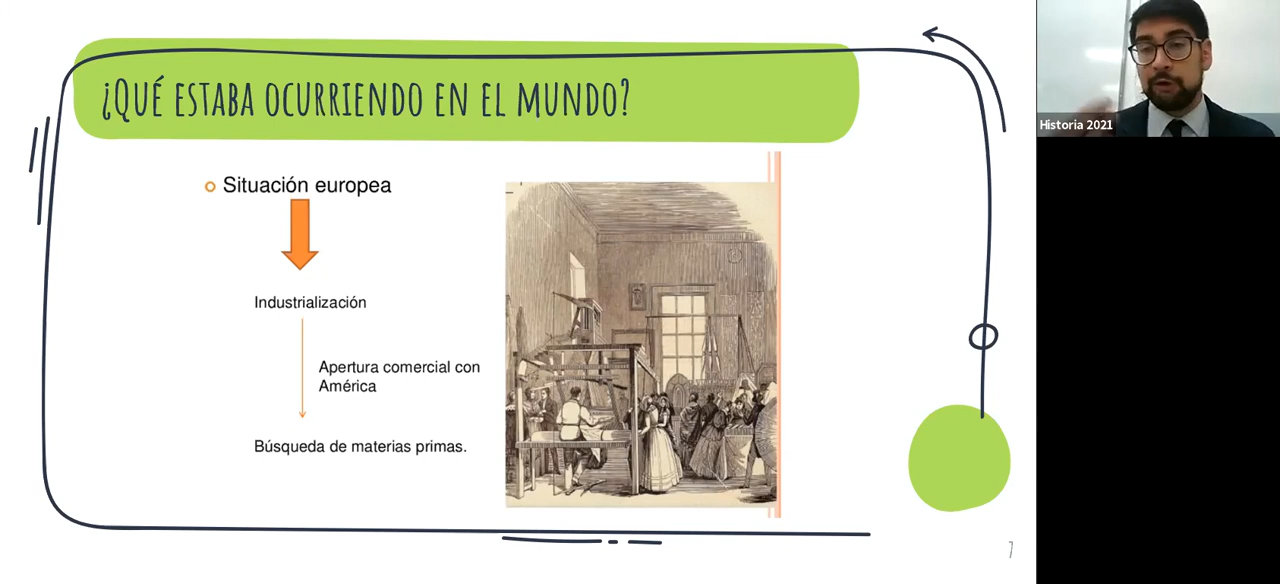 ¿QUÉ ESTABA OCURRIENDO EN EL MUNDO?
Situación europea
Industrialización
Apertura comercial con
América
Búsqueda de materias primas.
7
Historia 2021